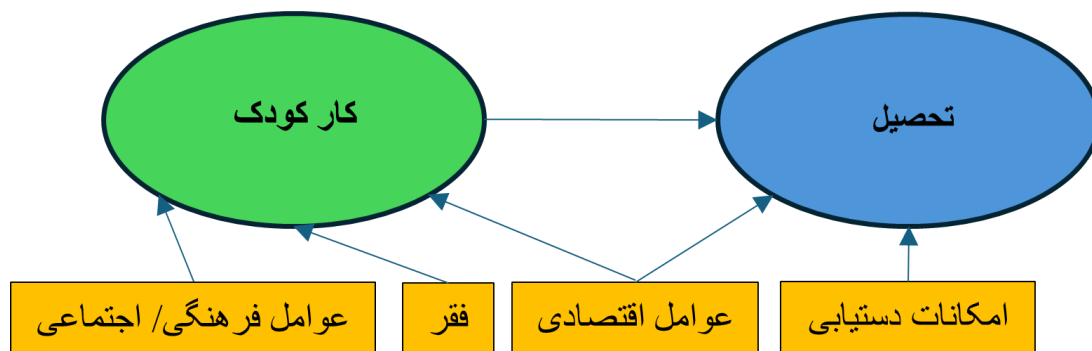 تحصیل
کار کودک
امکانات دستیابی
عوامل اقتصادی
فقر
عوامل فرهنگی/ اجتماعی